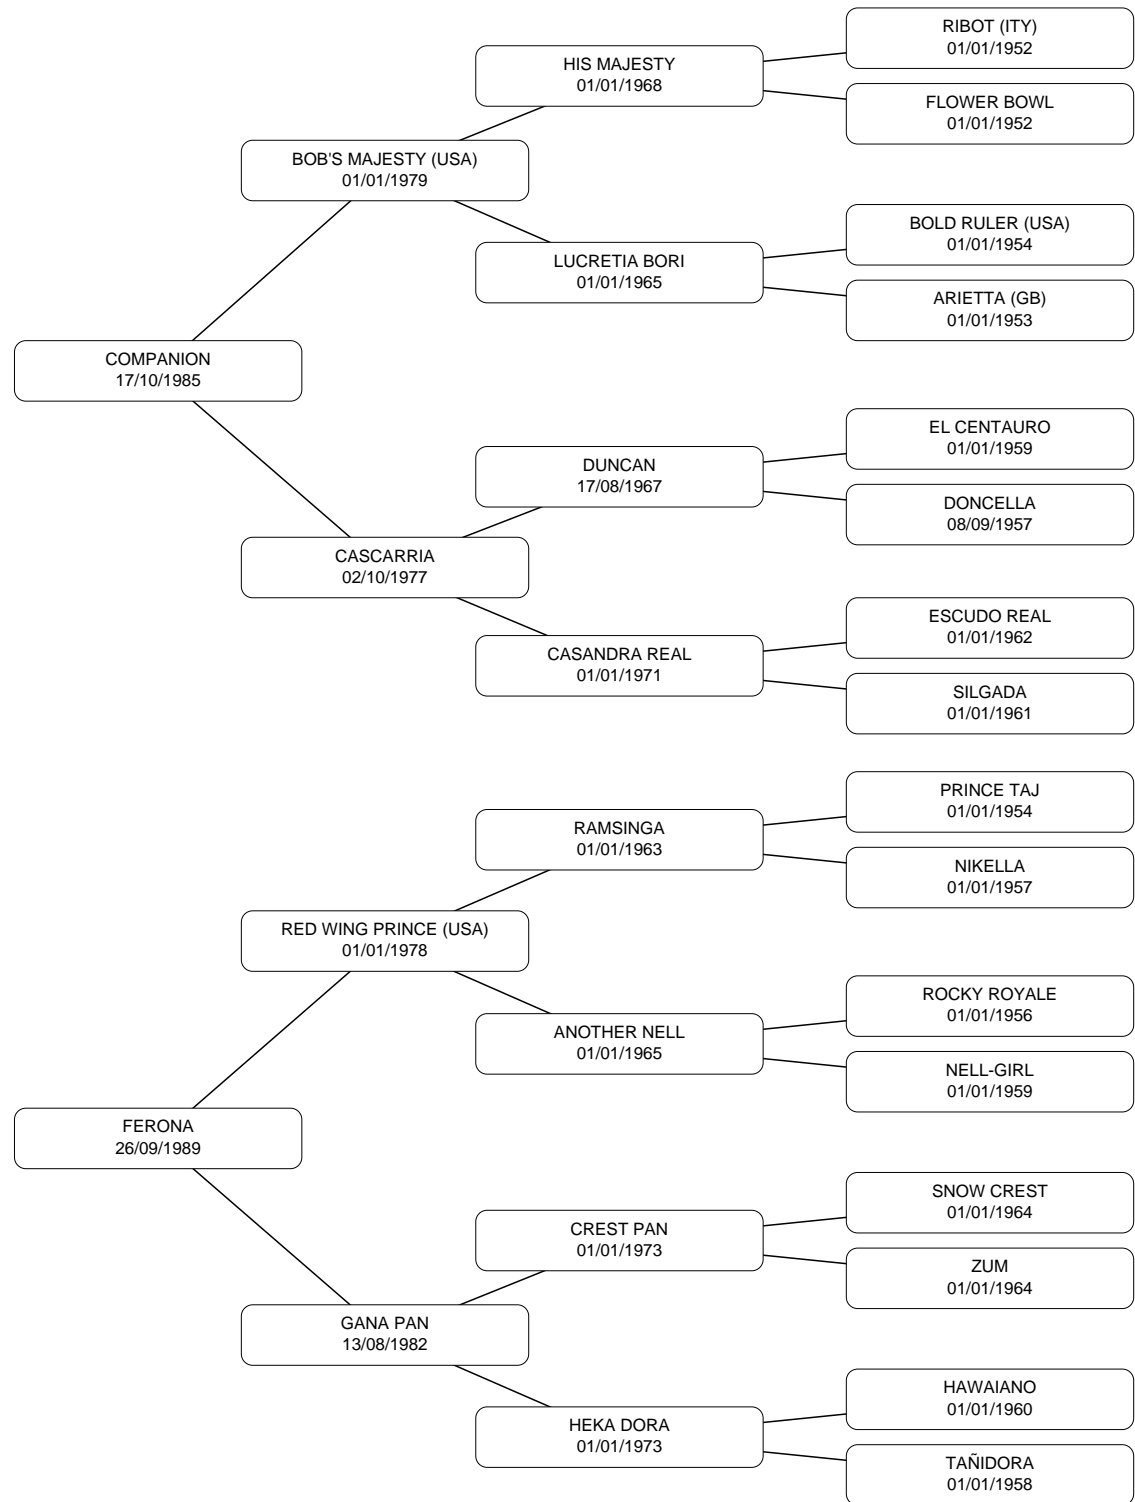 RIBOT (ITY)
01/01/1952
HIS MAJESTY
01/01/1968
FLOWER BOWL
01/01/1952
BOB'S MAJESTY (USA)
01/01/1979
BOLD RULER (USA)
01/01/1954
LUCRETIA BORI
01/01/1965
ARIETTA (GB)
01/01/1953
COMPANION
17/10/1985
EL CENTAURO
01/01/1959
DUNCAN
17/08/1967
DONCELLA
08/09/1957
CASCARRIA
02/10/1977
ESCUDO REAL
01/01/1962
CASANDRA REAL
01/01/1971
SILGADA
01/01/1961
PRINCE TAJ
01/01/1954
RAMSINGA
01/01/1963
NIKELLA
01/01/1957
RED WING PRINCE (USA)
01/01/1978
ROCKY ROYALE
01/01/1956
ANOTHER NELL
01/01/1965
NELL-GIRL
01/01/1959
FERONA
26/09/1989
SNOW CREST
01/01/1964
CREST PAN
01/01/1973
ZUM
01/01/1964
GANA PAN
13/08/1982
HAWAIANO
01/01/1960
HEKA DORA
01/01/1973
TAÑIDORA
01/01/1958